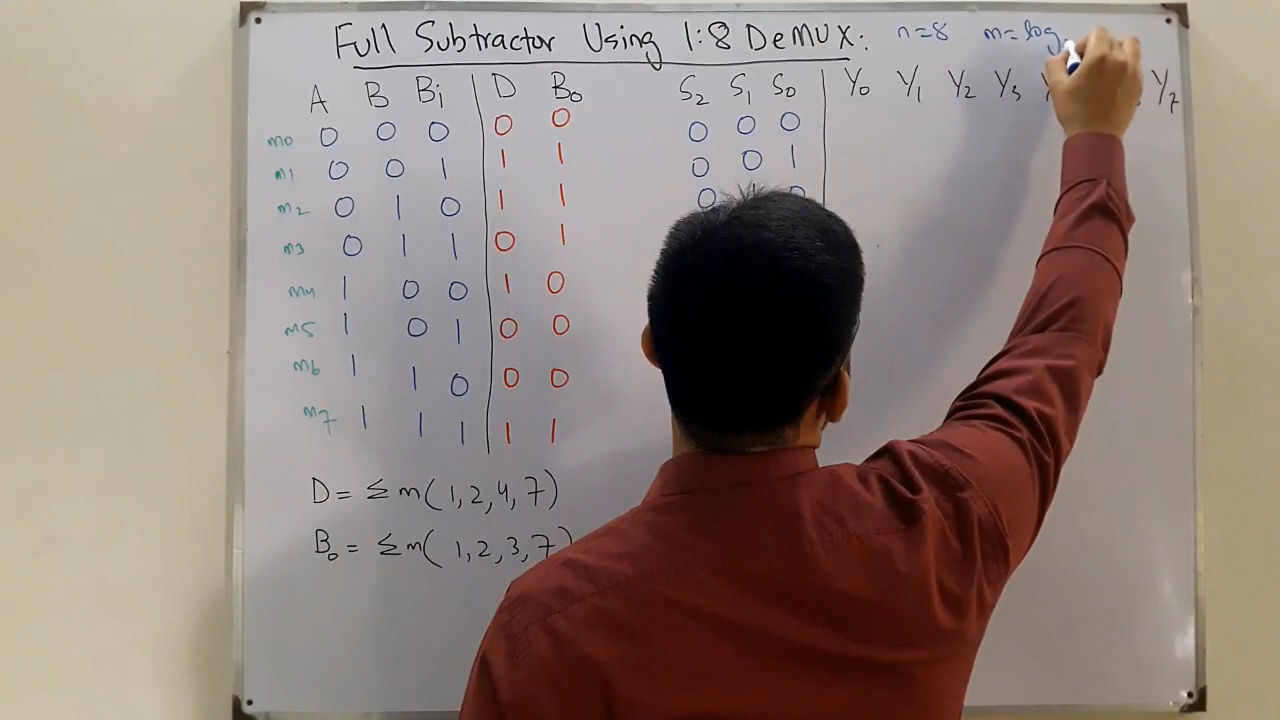 Full Subtractor Using 1:8 DeMUX: n=8 m=log
A B Bi D B₀ S₂ S₁ S₀ Y₀ Y₁ Y₂ Y₃ Y Y₇
m0 0 0 0 0 0 0 0 0
m1 0 0 1 1 1 0 0 1
m2 0 1 0 1 1 0 1 0
m3 0 1 1 0 1
m4 1 0 0 1 0
m5 1 0 1 0 0
m6 1 1 0 0 0
m7 1 1 1 1 1
D = Σm( 1,2,4,7)
B₀ = Σm( 1,2,3,7)